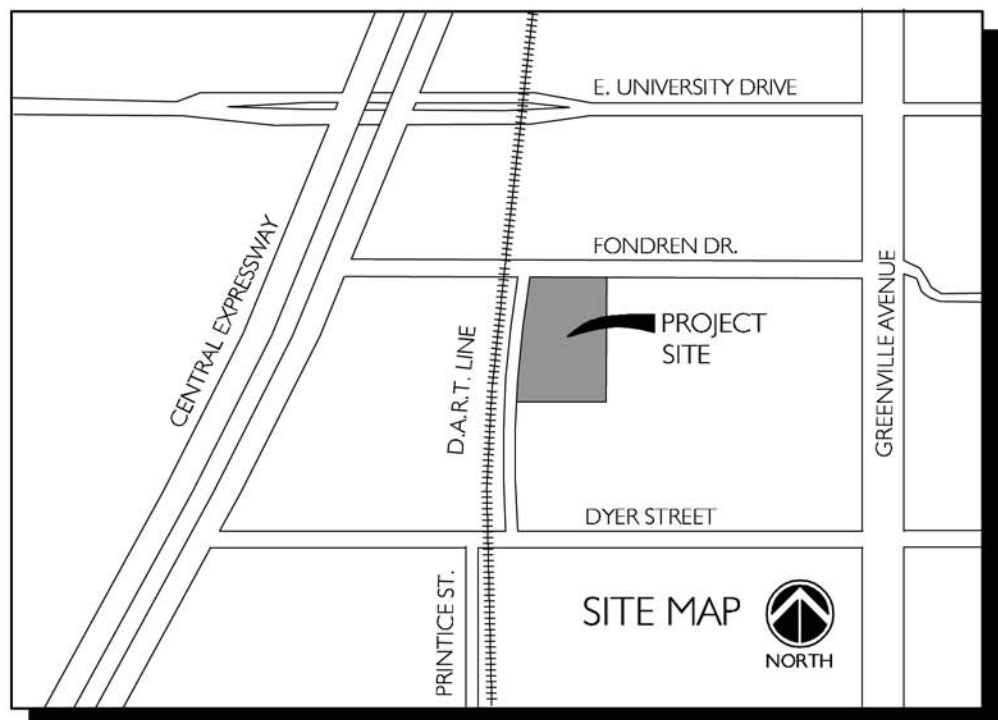 E. UNIVERSITY DRIVE
FONDREN DR.
CENTRAL EXPRESSWAY
D.A.R.T. LINE
PROJECT
SITE
GREENVILLE AVENUE
DYER STREET
PRINTICE ST.
SITE MAP
NORTH